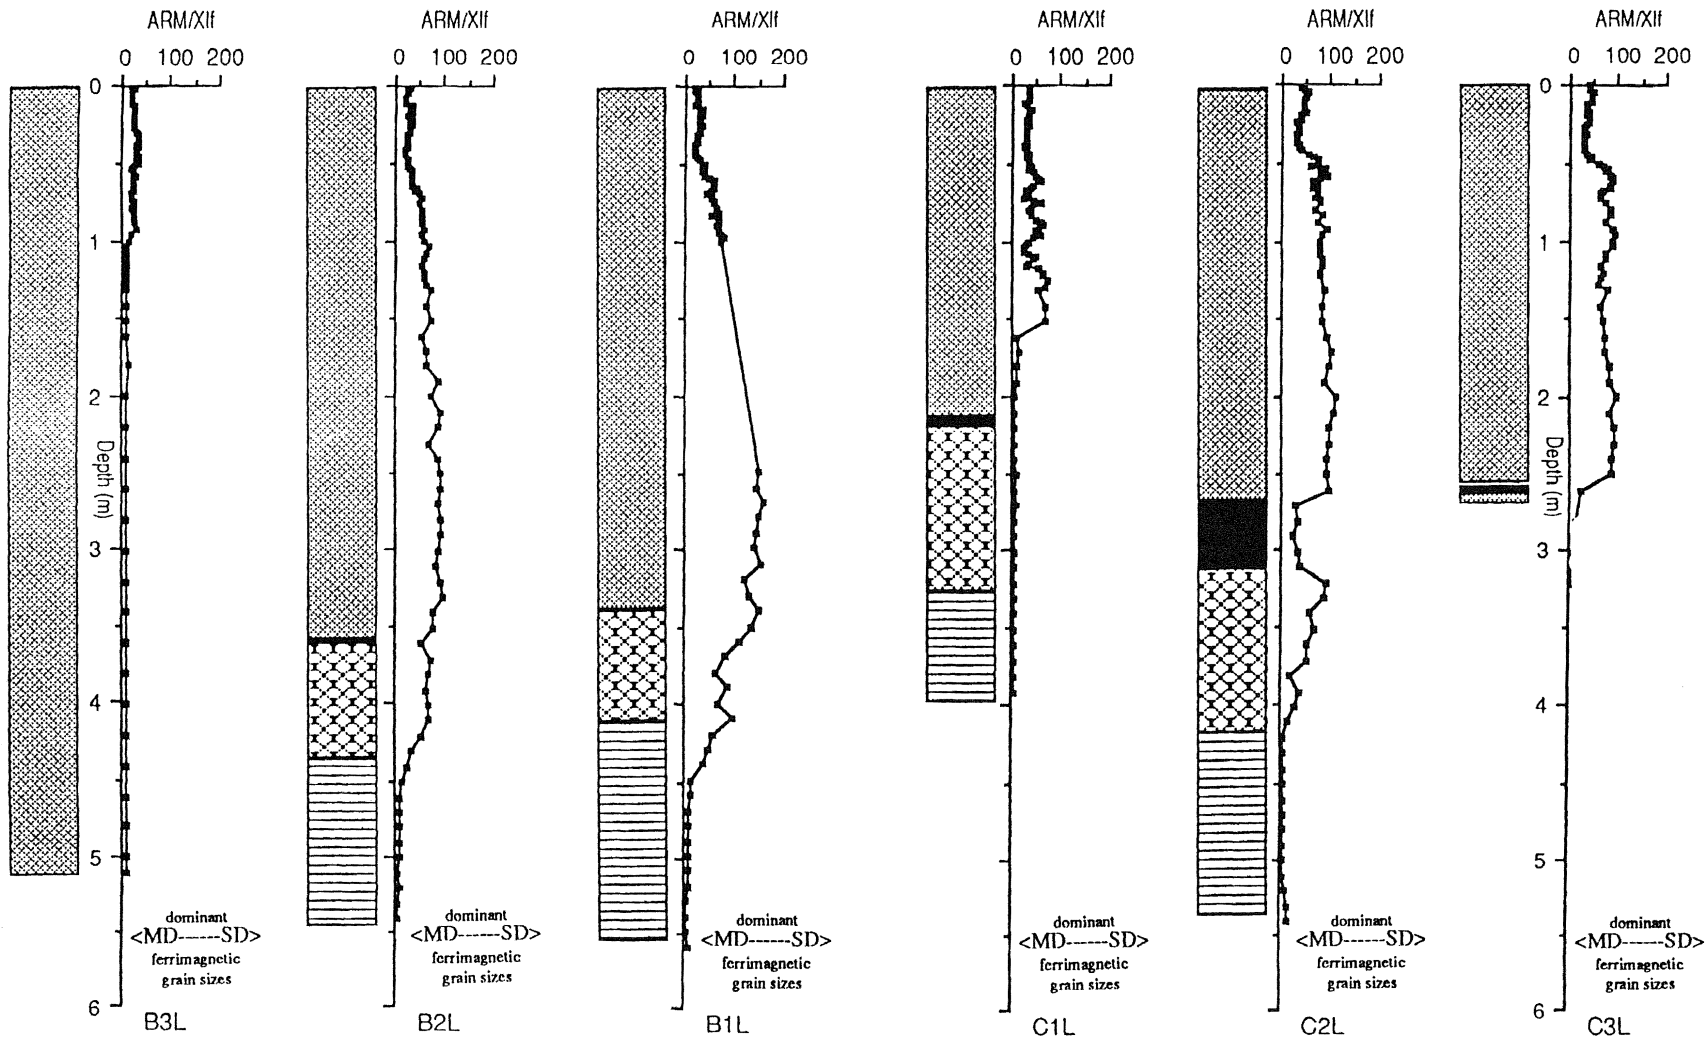 ARM/Xlf ARM/Xlf ARM/Xlf ARM/Xlf ARM/Xlf ARM/Xlf
0 100 200 0 100 200 0 100 200 0 100 200 0 100 200 0 100 200
0 0
1 1
2 2
Depth (m) Depth (m)
3 3
4 4
5 5
dominant dominant dominant dominant dominant dominant
<MD------SD> <MD------SD> <MD------SD> <MD------SD> <MD------SD> <MD------SD>
ferrimagnetic ferrimagnetic ferrimagnetic ferrimagnetic ferrimagnetic ferrimagnetic
grain sizes grain sizes grain sizes grain sizes grain sizes grain sizes
6 6
B3L B2L B1L C1L C2L C3L